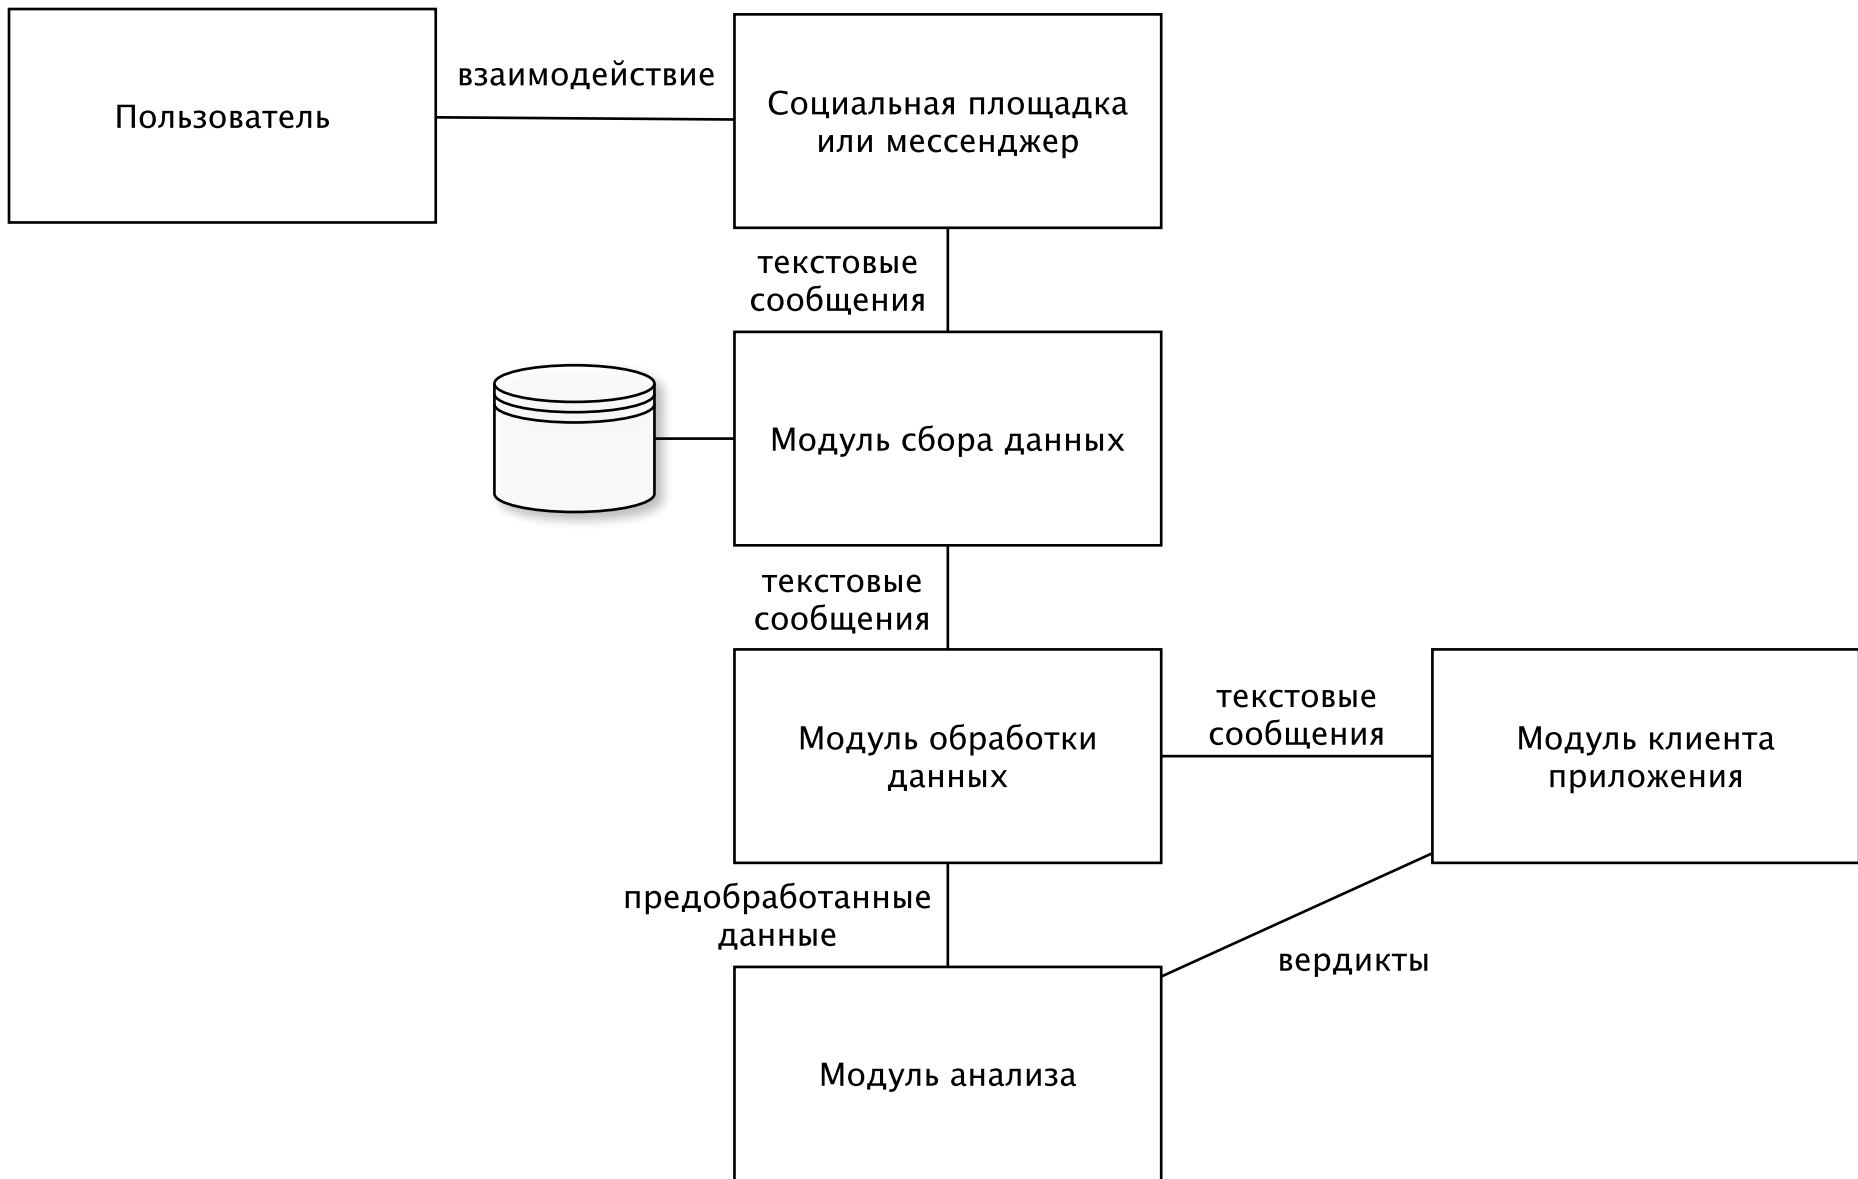 Пользователь
взаимодействие
Социальная площадка
или мессенджер
текстовые
сообщения
Модуль сбора данных
текстовые
сообщения
Модуль обработки
данных
текстовые
сообщения
Модуль клиента
приложения
предобработанные
данные
вердикты
Модуль анализа